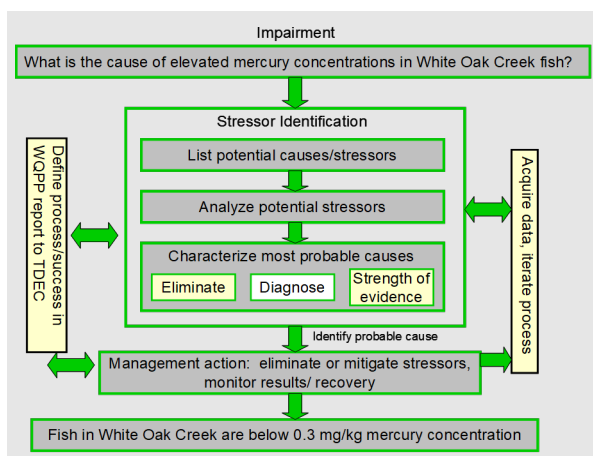 Impairment
What is the cause of elevated mercury concentrations in White Oak Creek fish?
Stressor Identification
List potential causes/stressors
Analyze potential stressors
Characterize most probable causes
Eliminate
Diagnose
Strength of
evidence
Define process/success in
WQPP report to TDEC
Acquire data, iterate process
Identify probable cause
Management action:  eliminate or mitigate stressors,
monitor results/ recovery
Fish in White Oak Creek are below 0.3 mg/kg mercury concentration